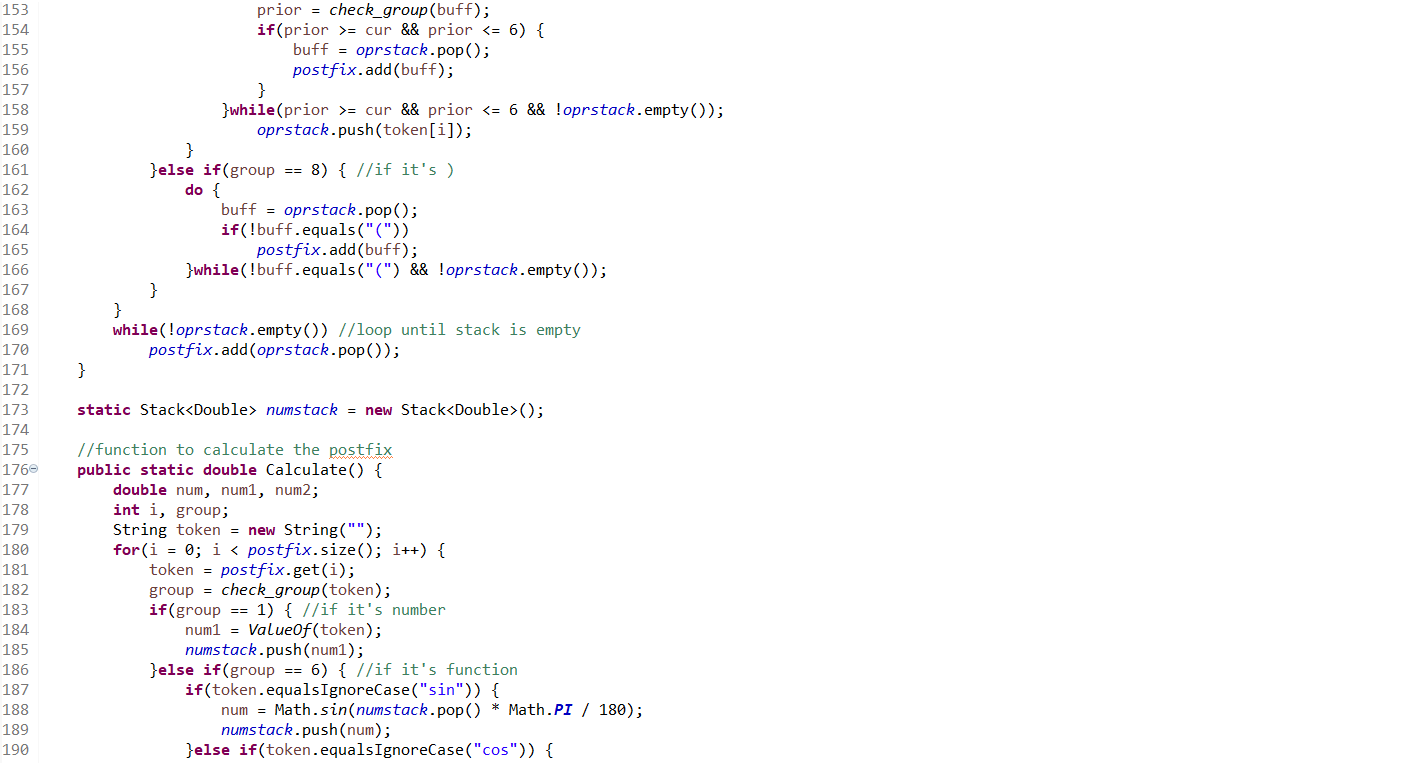 153                         prior = check_group(buff);
154                         if(prior >= cur && prior <= 6) {
155                             buff = oprstack.pop();
156                             postfix.add(buff);
157                         }
158                     }while(prior >= cur && prior <= 6 && !oprstack.empty());
159                         oprstack.push(token[i]);
160                 }
161             }else if(group == 8) { //if it's )
162                 do {
163                     buff = oprstack.pop();
164                     if(!buff.equals("("))
165                         postfix.add(buff);
166                 }while(!buff.equals("(") && !oprstack.empty());
167             }
168         }
169         while(!oprstack.empty()) //loop until stack is empty
170             postfix.add(oprstack.pop());
171     }
172
173     static Stack<Double> numstack = new Stack<Double>();
174
175     //function to calculate the postfix
176     public static double Calculate() {
177         double num, num1, num2;
178         int i, group;
179         String token = new String("");
180         for(i = 0; i < postfix.size(); i++) {
181             token = postfix.get(i);
182             group = check_group(token);
183             if(group == 1) { //if it's number
184                 num1 = ValueOf(token);
185                 numstack.push(num1);
186             }else if(group == 6) { //if it's function
187                 if(token.equalsIgnoreCase("sin")) {
188                     num = Math.sin(numstack.pop() * Math.PI / 180);
189                     numstack.push(num);
190                 }else if(token.equalsIgnoreCase("cos")) {